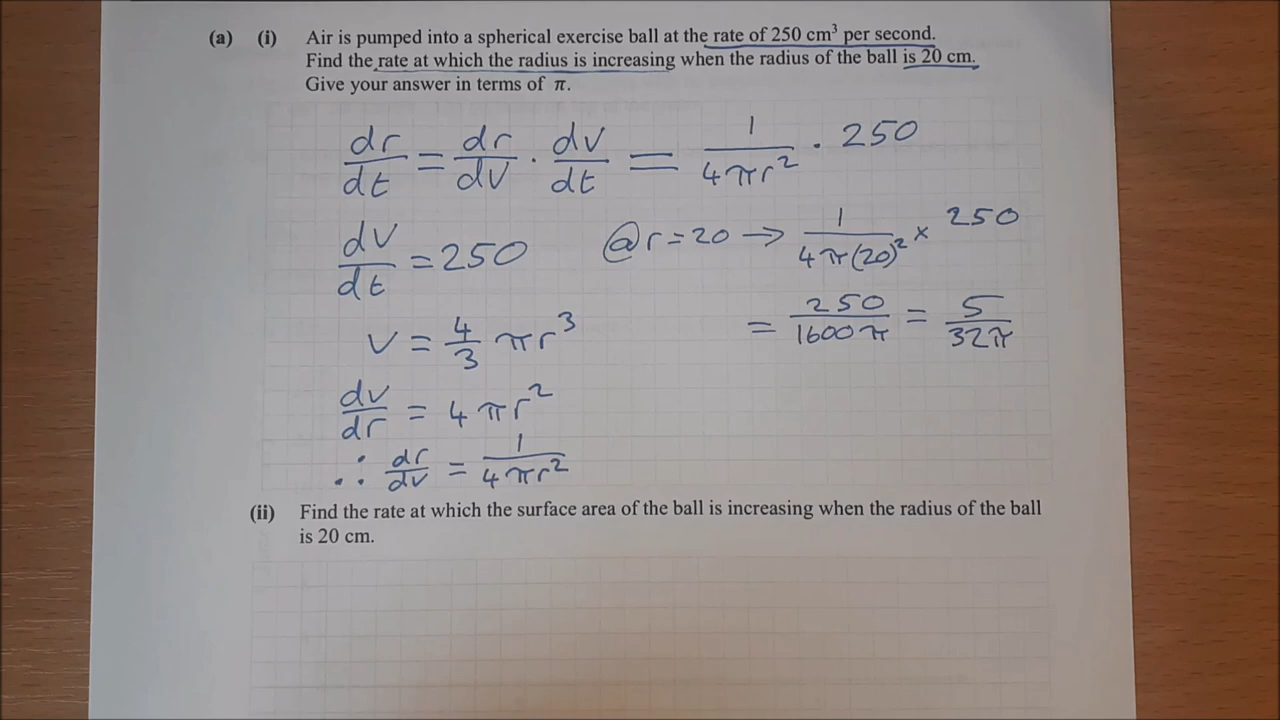 (a) (i) Air is pumped into a spherical exercise ball at the rate of 250 cm³ per second.
Find the rate at which the radius is increasing when the radius of the ball is 20 cm.
Give your answer in terms of π.
dr/dt = dr/dv · dv/dt = 1/4πr² · 250
dv/dt = 250
@r=20 → 1/4π(20)² × 250
v = 4/3 πr³
= 250/1600π = 5/32π
dv/dr = 4πr²
∴ dr/dv = 1/4πr²
(ii) Find the rate at which the surface area of the ball is increasing when the radius of the ball
is 20 cm.